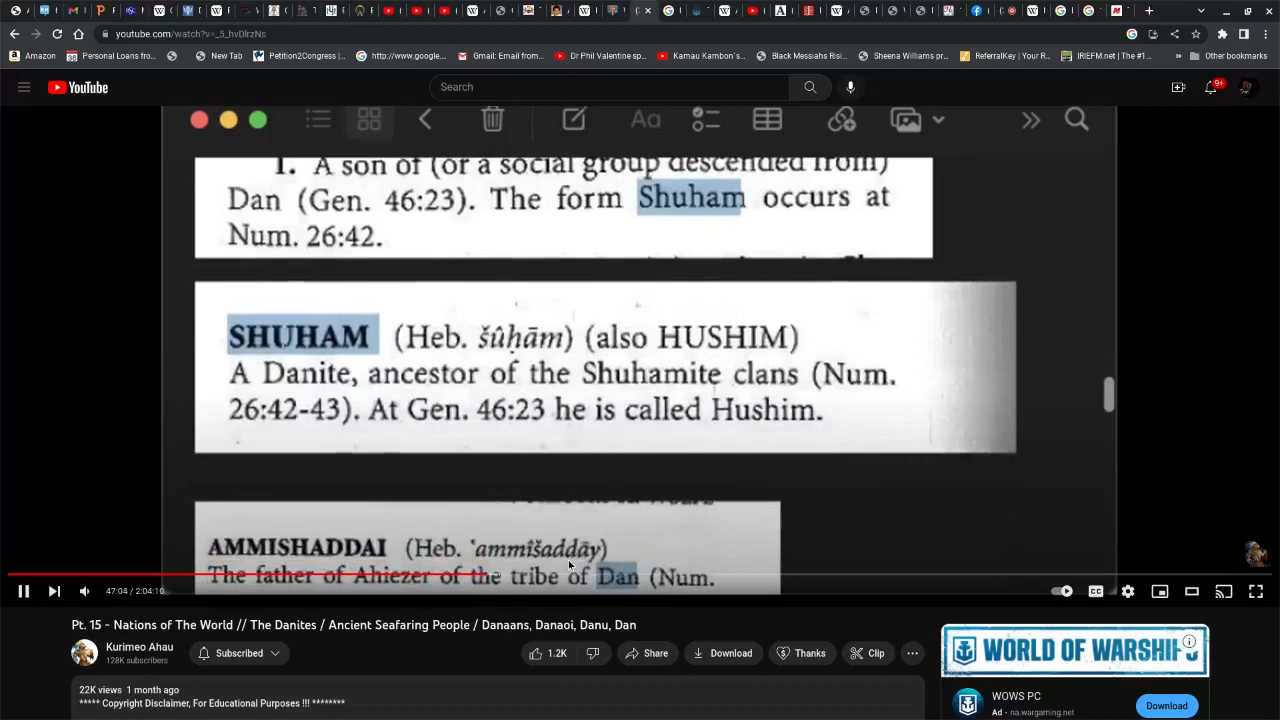 youtube.com/watch?v=_5_hvDlrzNs
Amazon
Personal Loans fro...
New Tab
Petition2Congress |...
http://www.google...
Gmail: Email from...
Dr Phil Valentine sp...
Kamau Kambon's...
Black Messiahs Risi...
Sheena Williams pr...
ReferralKey | Your R...
IRIEFM.net | The #1...
>>
Other bookmarks
YouTube
Search
9+
Aa
1. A son of (or a social group descended from)
Dan (Gen. 46:23). The form Shuham occurs at
Num. 26:42.
SHUHAM (Heb. šûḥām) (also HUSHIM)
A Danite, ancestor of the Shuhamite clans (Num.
26:42-43). At Gen. 46:23 he is called Hushim.
AMMISHADDAI (Heb. ʿammîšaddāy)
The father of Ahiezer of the tribe of Dan (Num.
47:04 / 2:04:10
CC
Pt. 15 - Nations of The World // The Danites / Ancient Seafaring People / Danaans, Danaoi, Danu, Dan
Kurimeo Ahau
128K subscribers
Subscribed
1.2K
Share
Download
Thanks
Clip
22K views 1 month ago
***** Copyright Disclaimer, For Educational Purposes !!! ********
WORLD OF WARSHIPS
WOWS PC
Ad - na.wargaming.net
Download